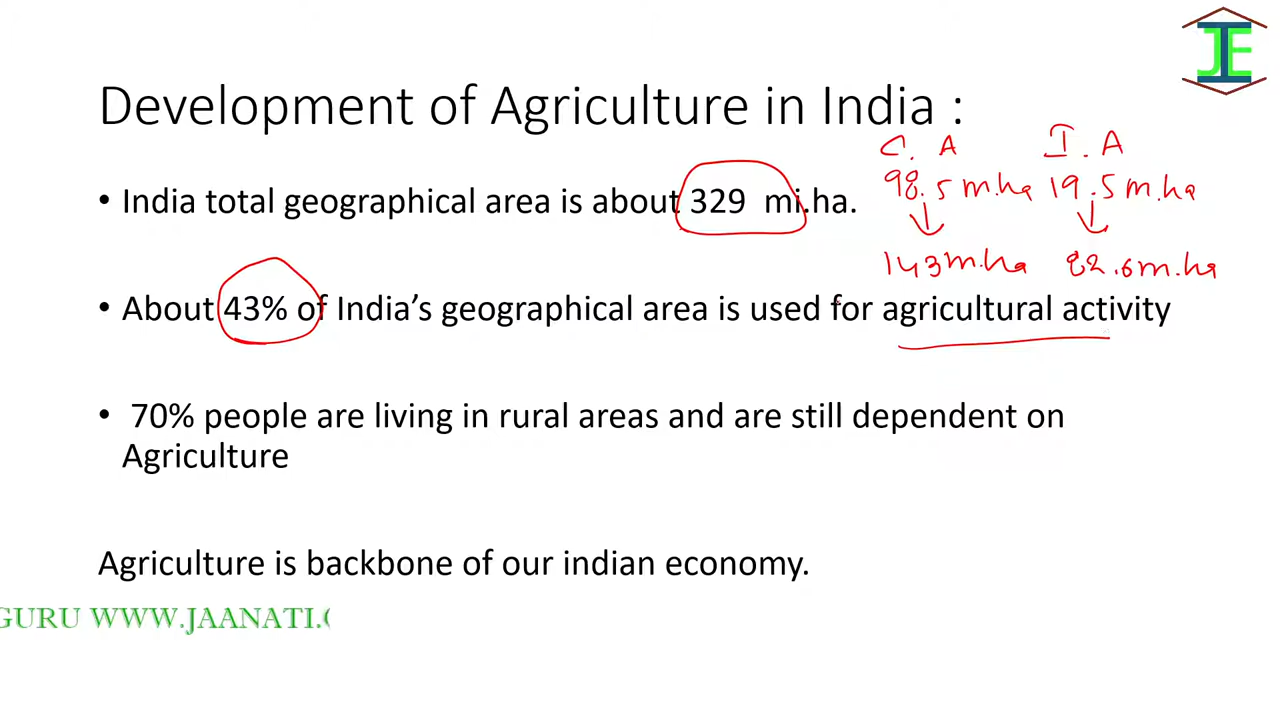 JE
Development of Agriculture in India :
C. A I. A
• India total geographical area is about 329 mi.ha. 98.5 m.ha 19.5 m.ha
143 m.ha 82.6 m.ha
• About 43% of India’s geographical area is used for agricultural activity
• 70% people are living in rural areas and are still dependent on
Agriculture
Agriculture is backbone of our indian economy.
GURU WWW.JAANATI.